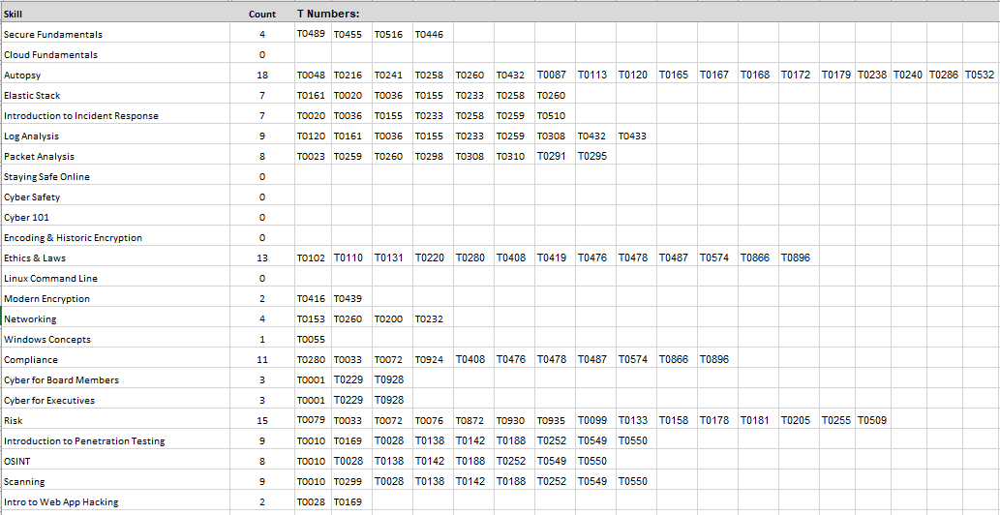 Skill Count T Numbers:
Secure Fundamentals 4 T0489 T0455 T0516 T0446
Cloud Fundamentals 0
Autopsy 18 T0048 T0216 T0241 T0258 T0260 T0432 T0087 T0113 T0120 T0165 T0167 T0168 T0172 T0179 T0238 T0240 T0286 T0532
Elastic Stack 7 T0161 T0020 T0036 T0155 T0233 T0258 T0260
Introduction to Incident Response 7 T0020 T0036 T0155 T0233 T0258 T0259 T0510
Log Analysis 9 T0120 T0161 T0036 T0155 T0233 T0259 T0308 T0432 T0433
Packet Analysis 8 T0023 T0259 T0260 T0298 T0308 T0310 T0291 T0295
Staying Safe Online 0
Cyber Safety 0
Cyber 101 0
Encoding & Historic Encryption 0
Ethics & Laws 13 T0102 T0110 T0131 T0220 T0280 T0408 T0419 T0476 T0478 T0487 T0574 T0866 T0896
Linux Command Line 0
Modern Encryption 2 T0416 T0439
Networking 4 T0153 T0260 T0200 T0232
Windows Concepts 1 T0055
Compliance 11 T0280 T0033 T0072 T0924 T0408 T0476 T0478 T0487 T0574 T0866 T0896
Cyber for Board Members 3 T0001 T0229 T0928
Cyber for Executives 3 T0001 T0229 T0928
Risk 15 T0079 T0033 T0072 T0076 T0872 T0930 T0935 T0099 T0133 T0158 T0178 T0181 T0205 T0255 T0509
Introduction to Penetration Testing 9 T0010 T0169 T0028 T0138 T0142 T0188 T0252 T0549 T0550
OSINT 8 T0010 T0028 T0138 T0142 T0188 T0252 T0549 T0550
Scanning 9 T0010 T0299 T0028 T0138 T0142 T0188 T0252 T0549 T0550
Intro to Web App Hacking 2 T0028 T0169